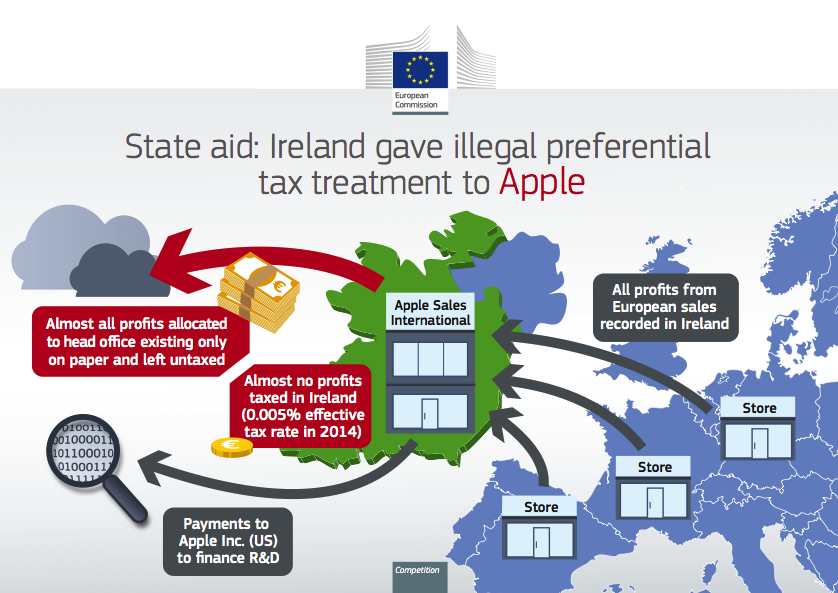 European
Commission
State aid: Ireland gave illegal preferential
tax treatment to Apple
Apple Sales
International
All profits from
European sales
recorded in Ireland
Almost all profits allocated
to head office existing only
on paper and left untaxed
Almost no profits
taxed in Ireland
(0.005% effective
tax rate in 2014)
Store
Store
Store
Payments to
Apple Inc. (US)
to finance R&D
Competition